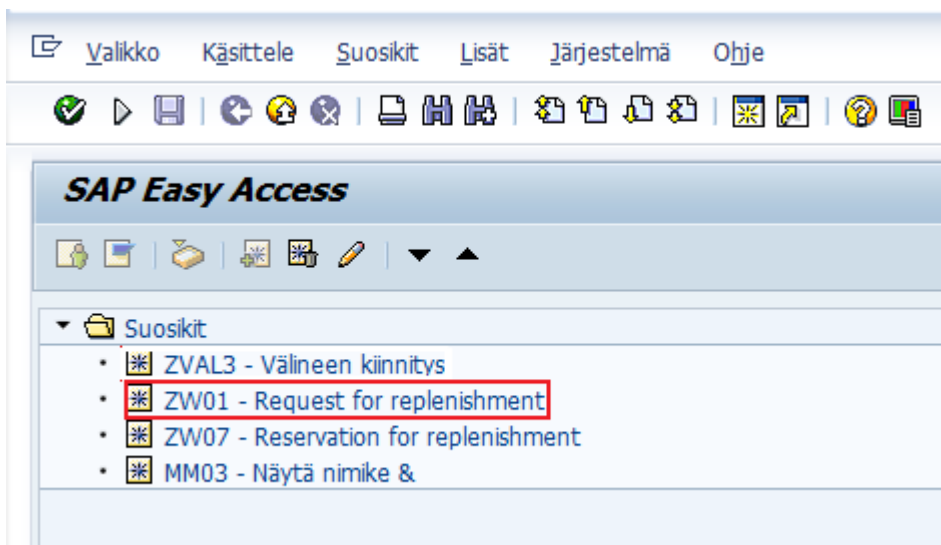 Valikko Käsittele Suosikit Lisät Järjestelmä Ohje
SAP Easy Access
Suosikit
ZVAL3 - Välineen kiinnitys
ZW01 - Request for replenishment
ZW07 - Reservation for replenishment
MM03 - Näytä nimike &